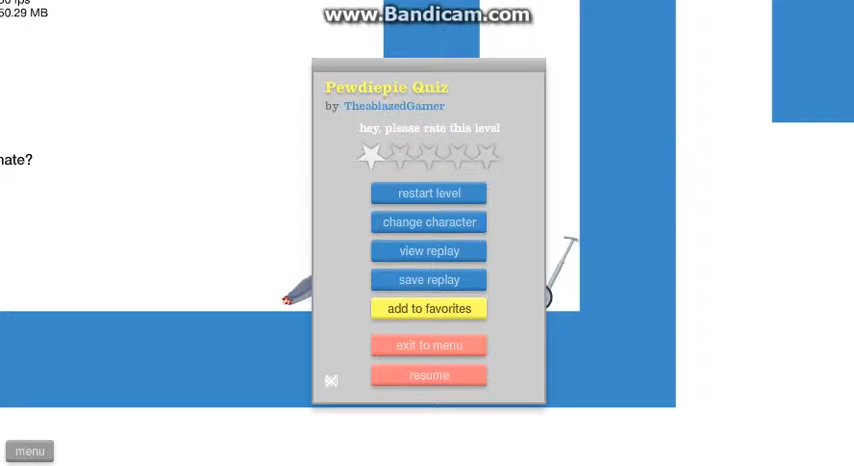 www.Bandicam.com
fps
50.29 MB
Pewdiepie Quiz
by TheablazedGamer
hey, please rate this level
nate?
restart level
change character
view replay
save replay
add to favorites
exit to menu
resume
menu